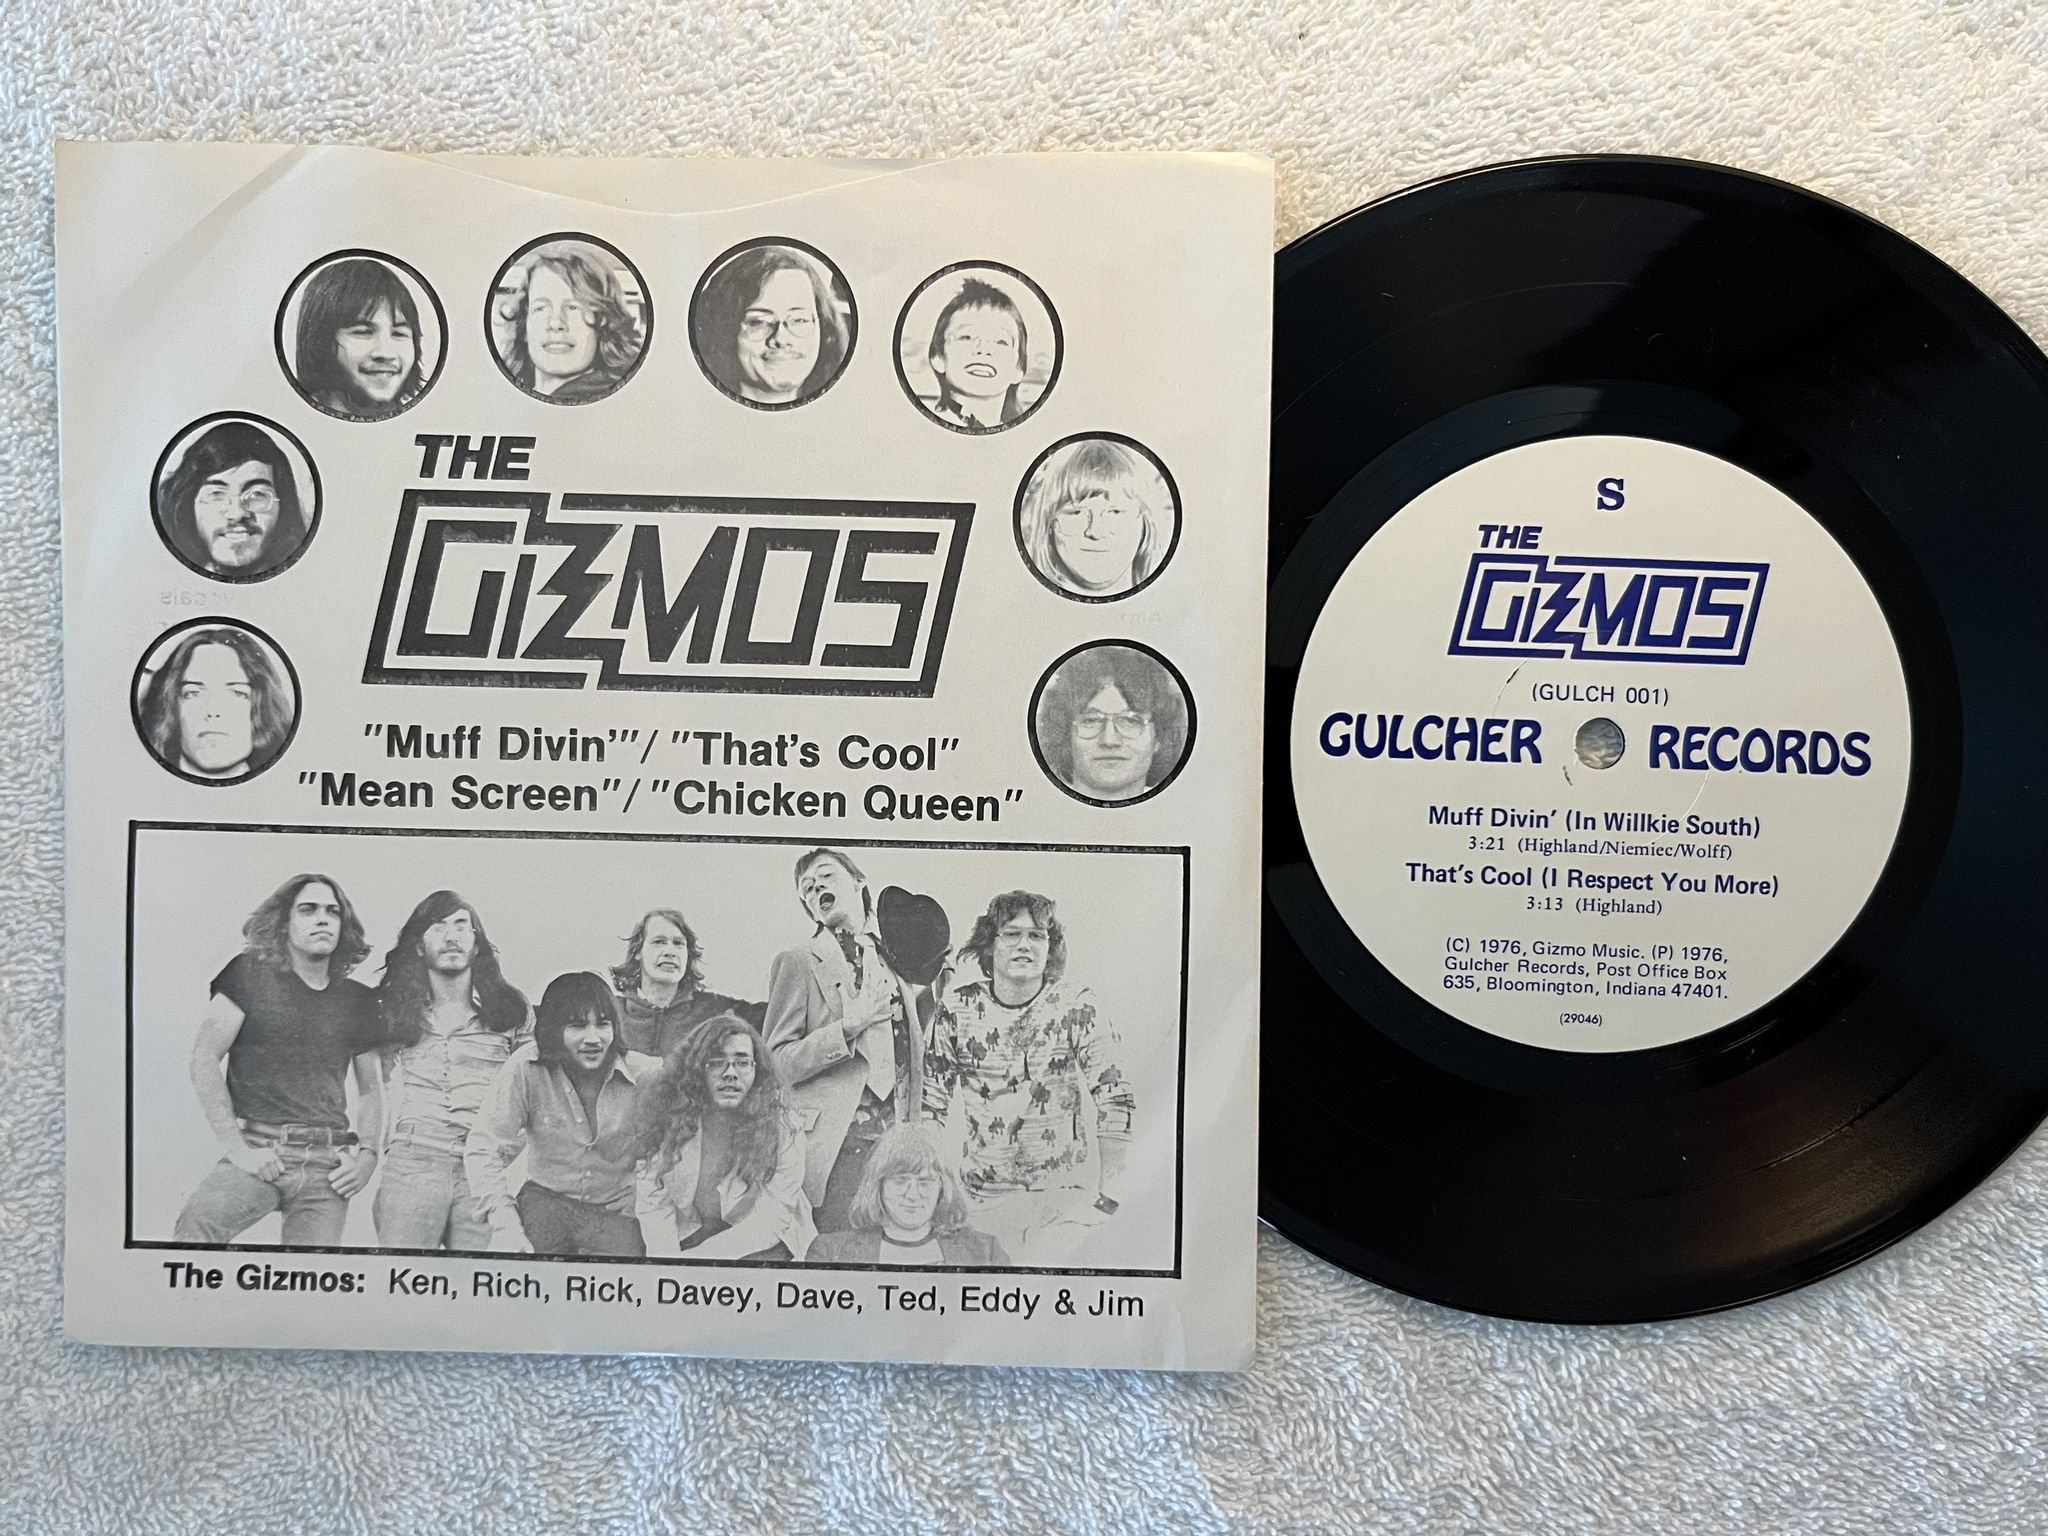 THE
GIZMOS
"Muff Divin'"/"That's Cool"
"Mean Screen"/"Chicken Queen"
The Gizmos: Ken, Rich, Rick, Davey, Dave, Ted, Eddy & Jim
S
THE
GIZMOS
(GULCH 001)
GULCHER RECORDS
Muff Divin' (In Willkie South)
3:21 (Highland/Niemiec/Wolff)
That's Cool (I Respect You More)
3:13 (Highland)
(C) 1976, Gizmo Music. (P) 1976,
Gulcher Records, Post Office Box
635, Bloomington, Indiana 47401.
(29046)